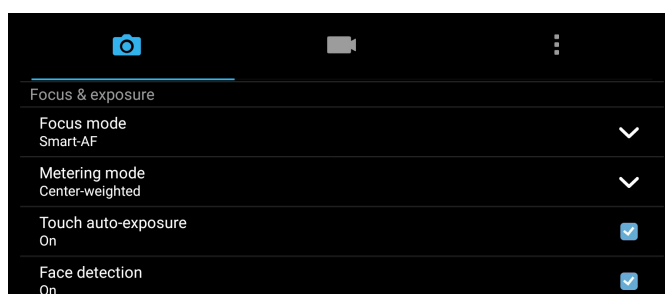 Focus & exposure
Focus mode
Smart-AF
Metering mode
Center-weighted
Touch auto-exposure
On
Face detection
On